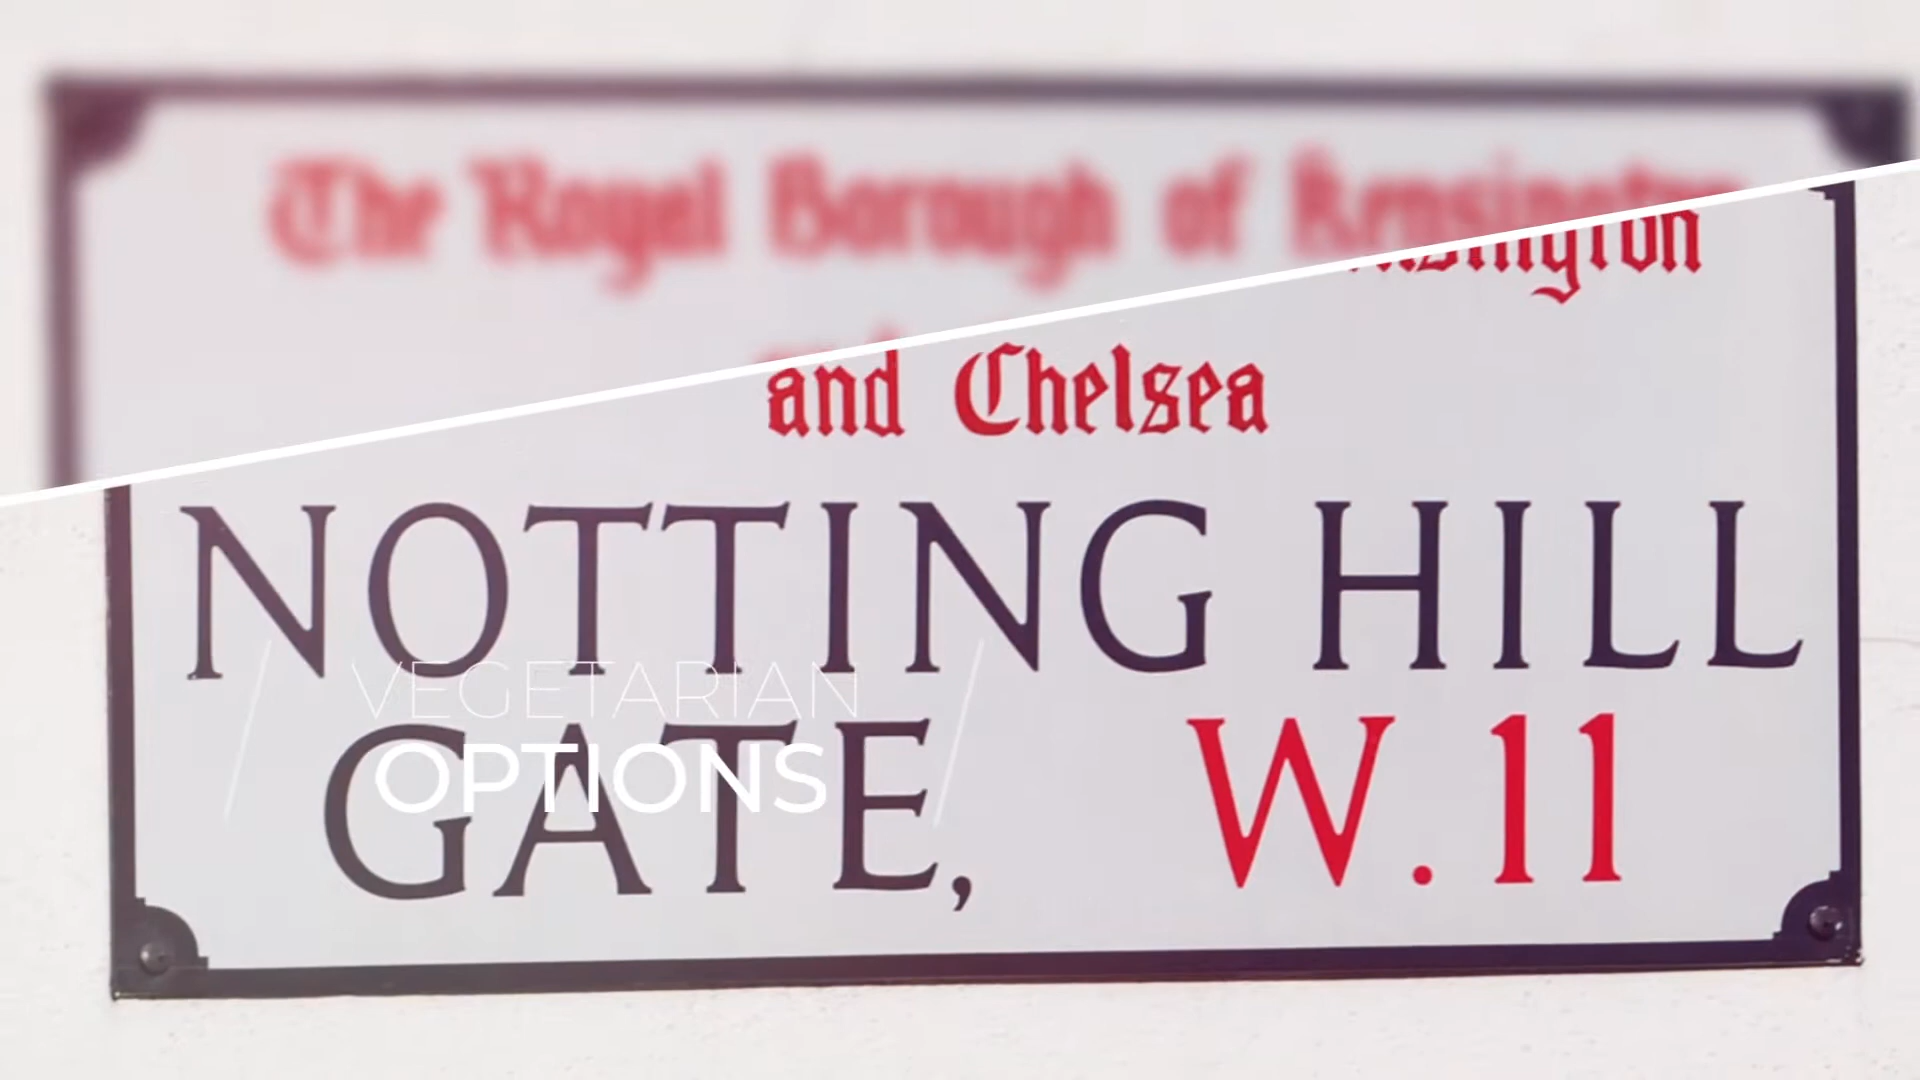 The Royal Borough of Kensington
and Chelsea
NOTTING HILL
GATE, W.11
VEGETARIAN
OPTIONS